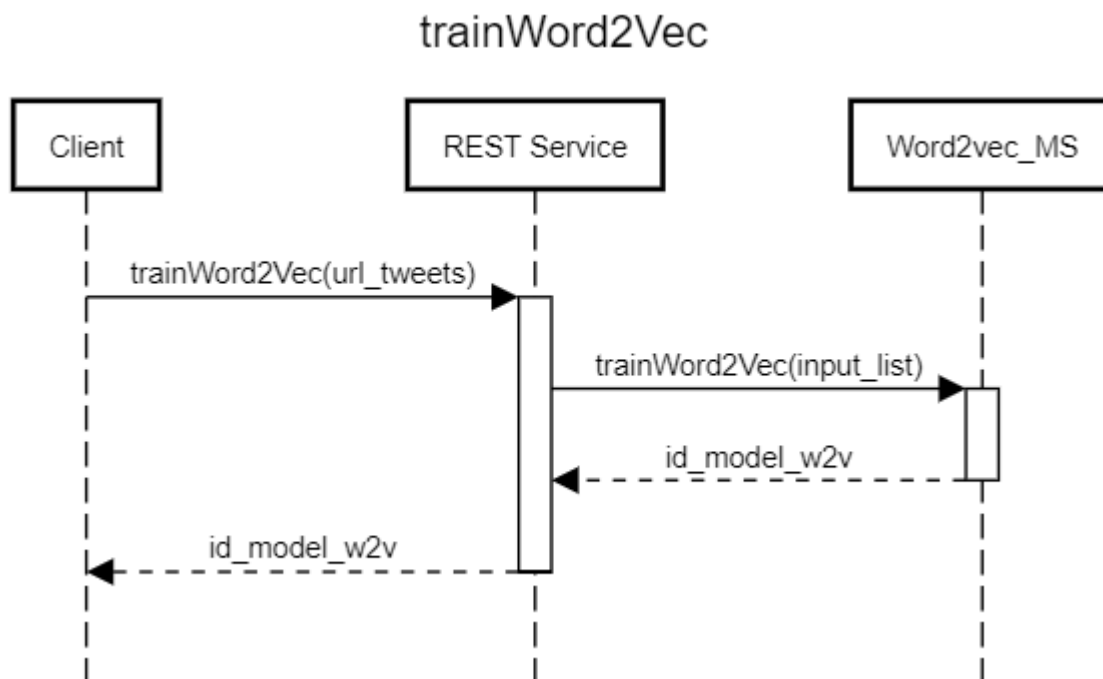 trainWord2Vec
Client
REST Service
Word2vec_MS
trainWord2Vec(url_tweets)
trainWord2Vec(input_list)
id_model_w2v
id_model_w2v